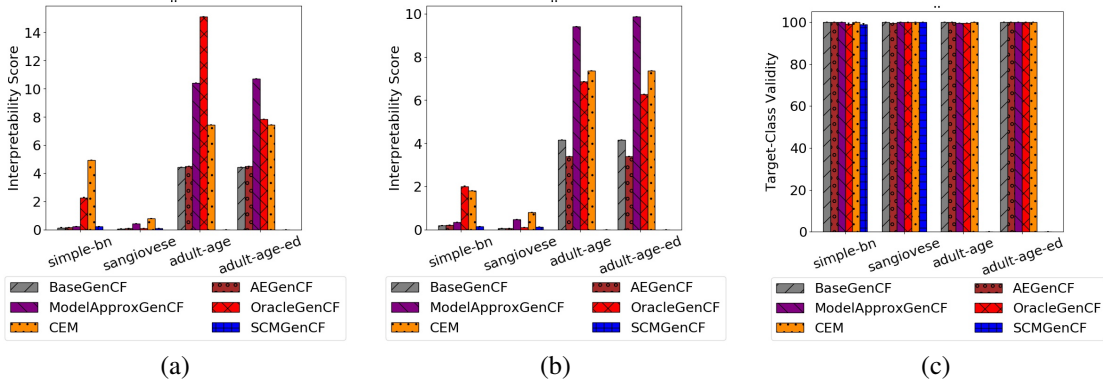 Interpretability Score
14
12
10
8
6
4
2
0
simple-bn
sangiovese
adult-age
adult-age-ed
BaseGenCF AEGenCF
ModelApproxGenCF OracleGenCF
CEM SCMGenCF
(a)
Interpretability Score
10
8
6
4
2
0
simple-bn
sangiovese
adult-age
adult-age-ed
BaseGenCF AEGenCF
ModelApproxGenCF OracleGenCF
CEM SCMGenCF
(b)
Target-Class Validity
100
80
60
40
20
0
simple-bn
sangiovese
adult-age
adult-age-ed
BaseGenCF AEGenCF
ModelApproxGenCF OracleGenCF
CEM SCMGenCF
(c)